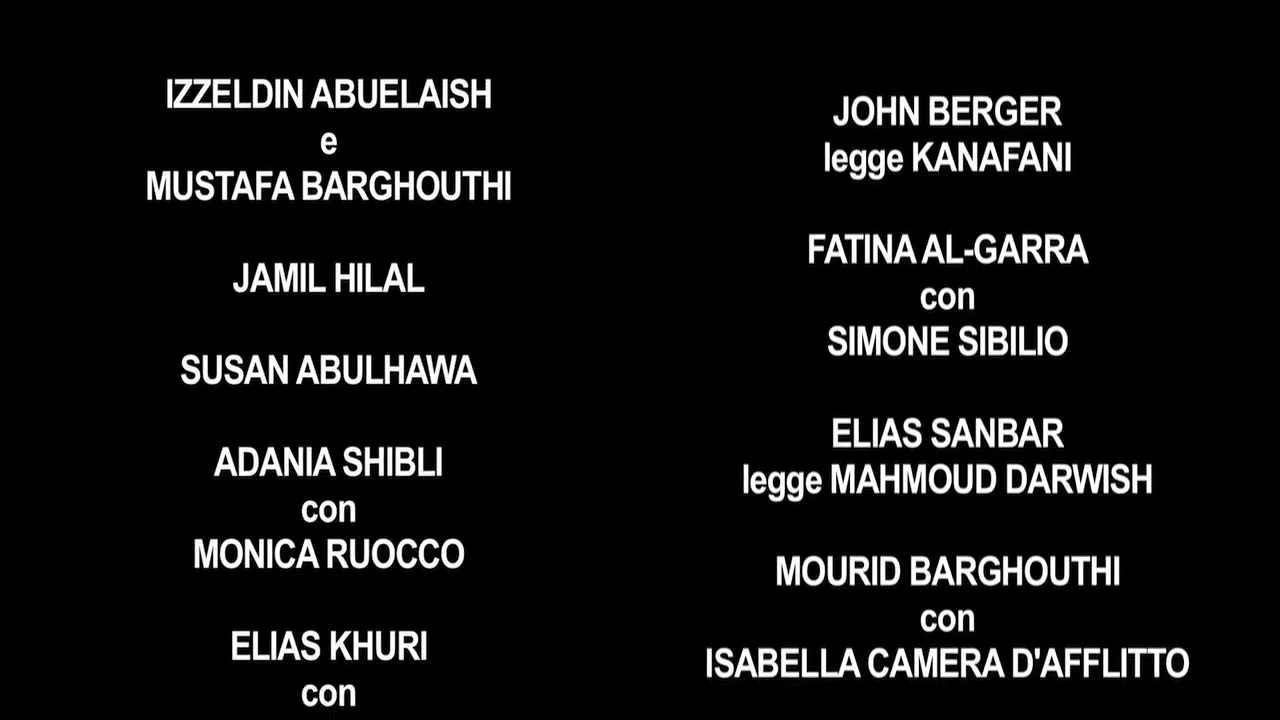 IZZELDIN ABUELAISH
e
MUSTAFA BARGHOUTHI
JAMIL HILAL
SUSAN ABULHAWA
ADANIA SHIBLI
con
MONICA RUOCCO
ELIAS KHURI
con
JOHN BERGER
legge KANAFANI
FATINA AL-GARRA
con
SIMONE SIBILIO
ELIAS SANBAR
legge MAHMOUD DARWISH
MOURID BARGHOUTHI
con
ISABELLA CAMERA D'AFFLITTO